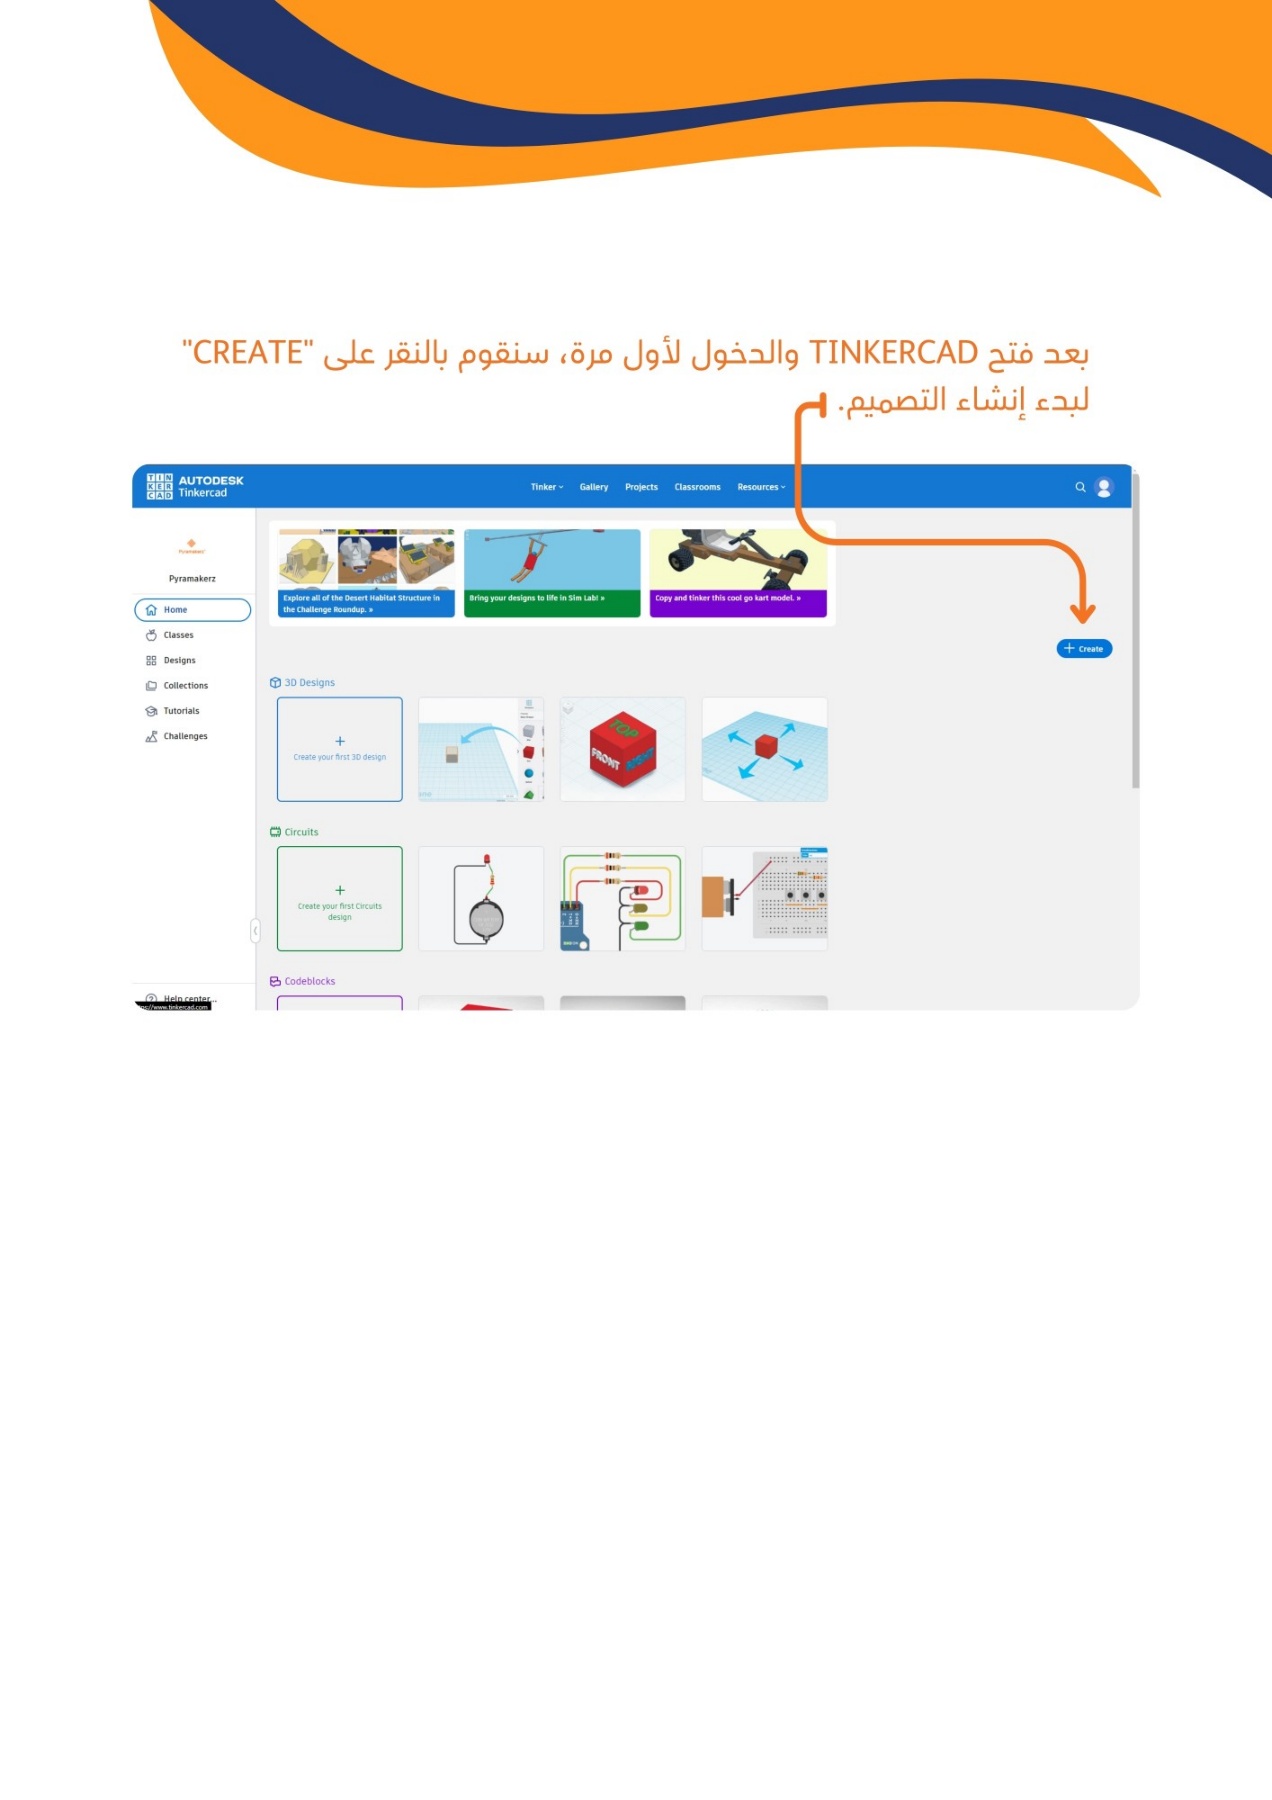 بعد فتح TINKERCAD والدخول لأول مرة، سنقوم بالنقر على "CREATE"
لبدء إنشاء التصميم.
TINKERCAD
AUTODESK
Tinkercad
Tinker
Gallery
Projects
Classrooms
Resources
Pyramakerz
Pyramakerz
Home
Classes
Designs
Collections
Tutorials
Challenges
Explore all of the Desert Habitat Structure in
the Challenge Roundup. »
Bring your designs to life in Sim Lab! »
Copy and tinker this cool go kart model. »
+ Create
3D Designs
+
Create your first 3D design
TOP
FRONT
RIGHT
Circuits
+
Create your first Circuits
design
Codeblocks
Help center...
//www.tinkercad.com